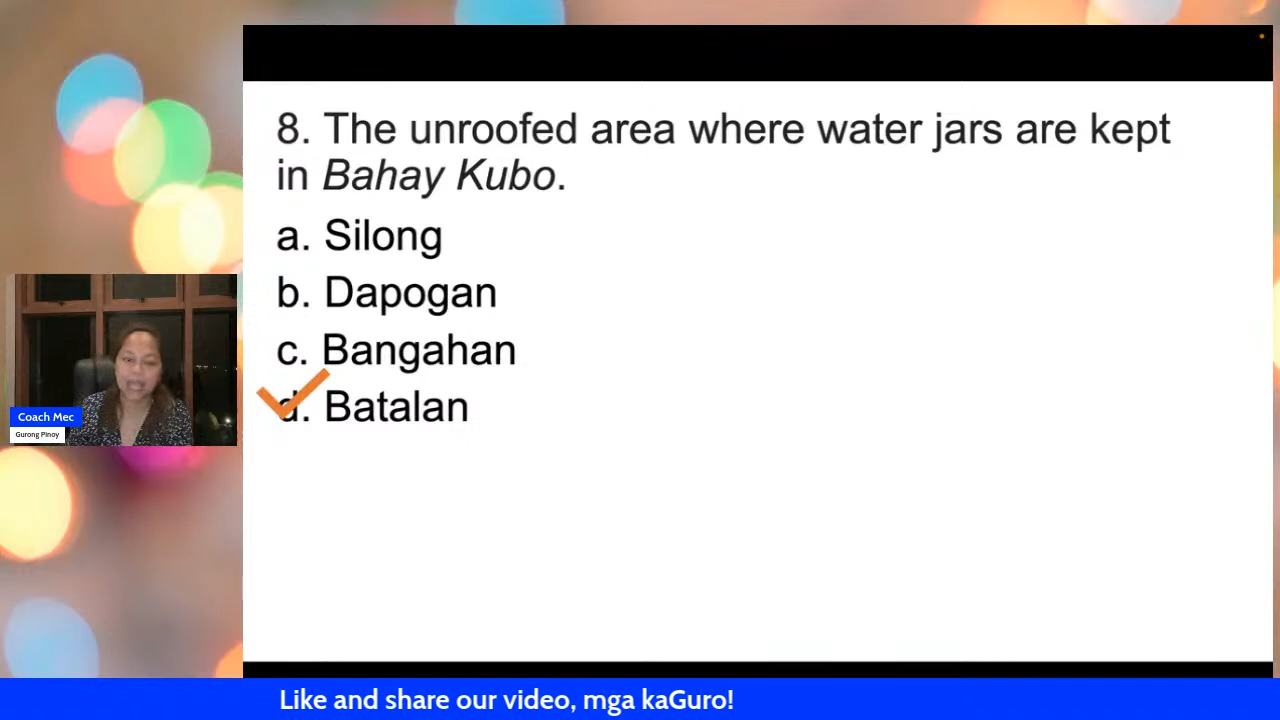 8. The unroofed area where water jars are kept
in Bahay Kubo.
a. Silong
b. Dapogan
c. Bangahan
d. Batalan
Coach Mec
Gurong Pinoy
Like and share our video, mga kaGuro!